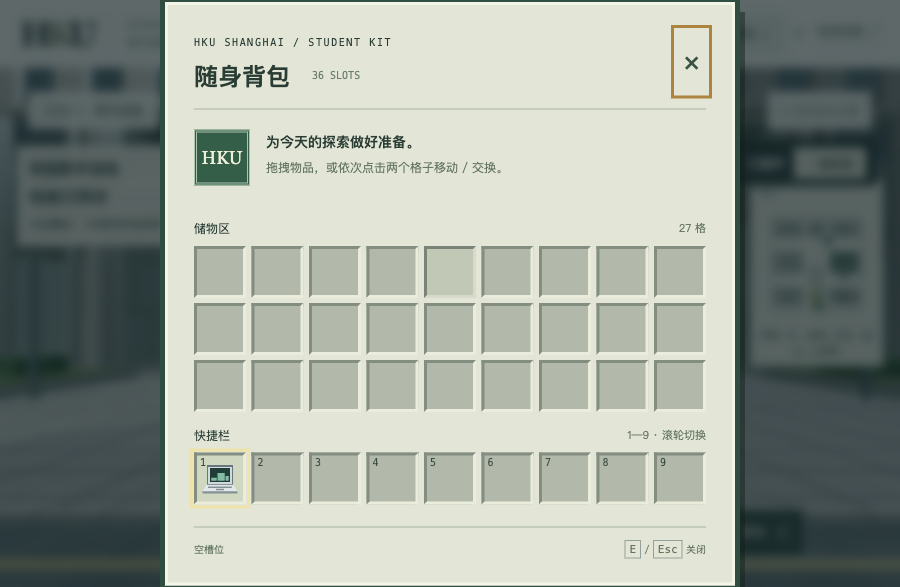 HKU SHANGHAI / STUDENT KIT
随身背包 36 SLOTS
×
HKU
为今天的探索做好准备。
拖拽物品，或依次点击两个格子移动 / 交换。
储物区 27 格
快捷栏 1—9 · 滚轮切换
1 2 3 4 5 6 7 8 9
空槽位 E / Esc 关闭